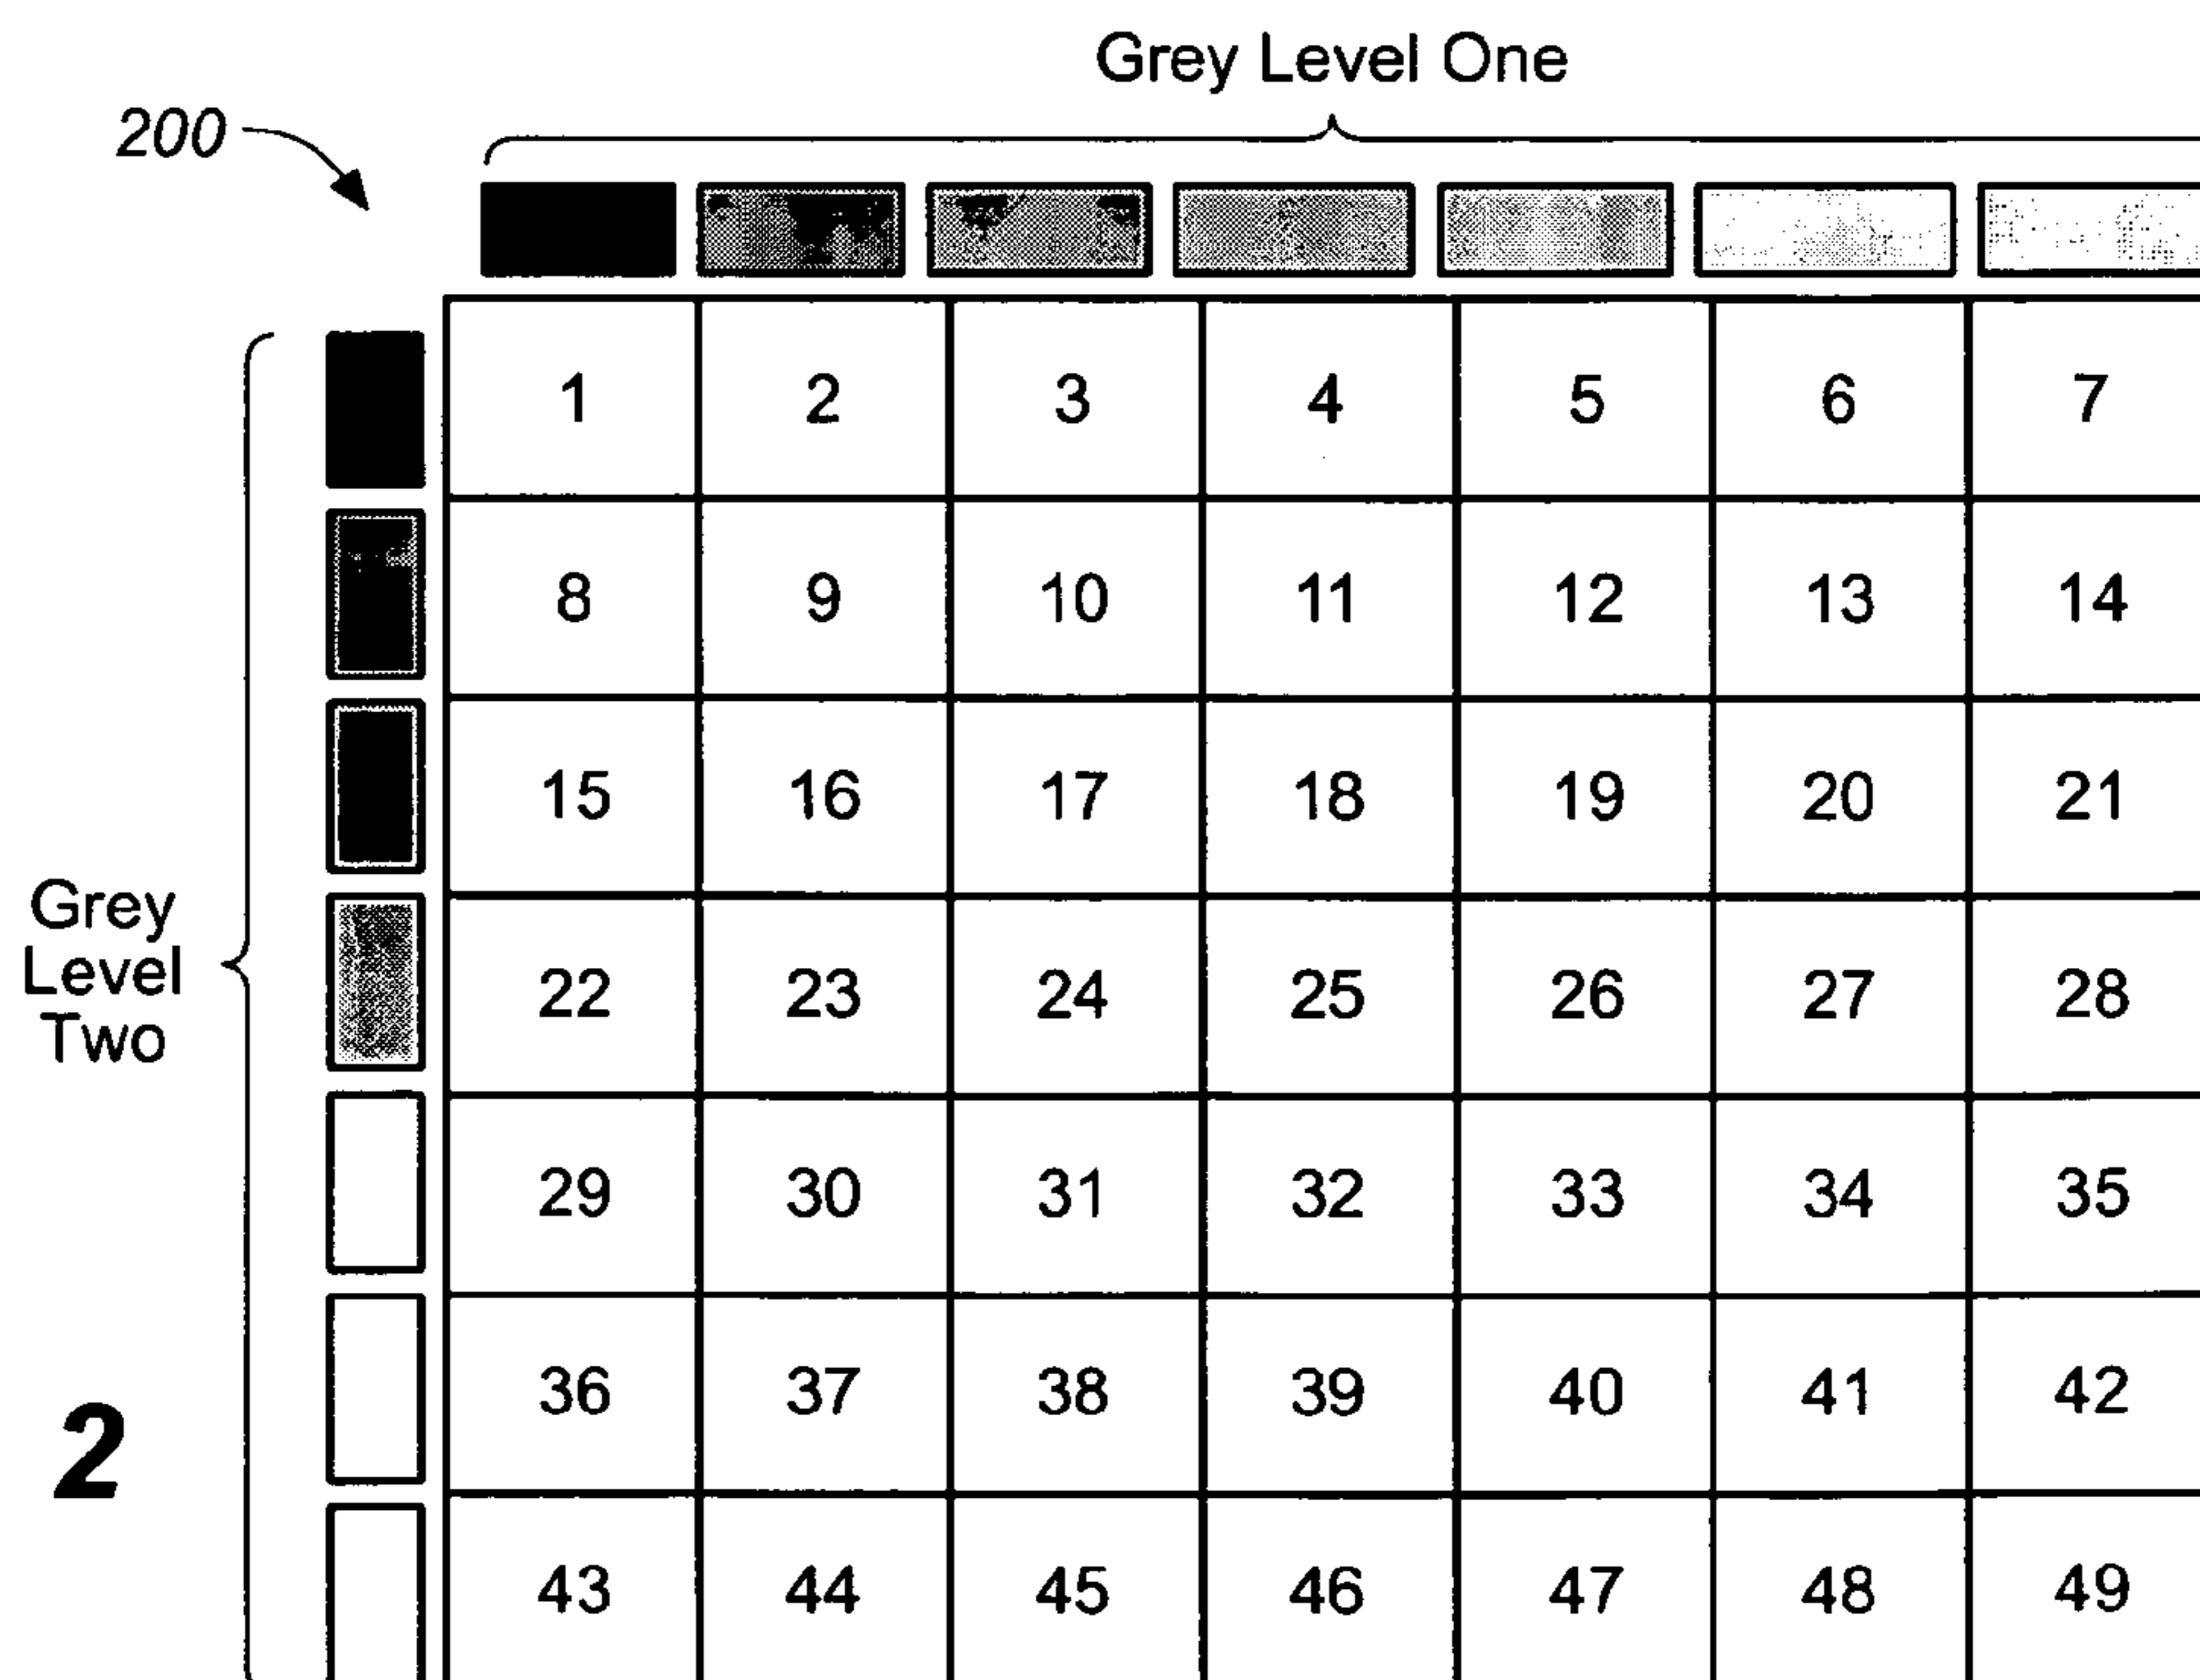 Grey Level One
200
1 2 3 4 5 6 7
8 9 10 11 12 13 14
15 16 17 18 19 20 21
Grey
Level
Two
22 23 24 25 26 27 28
29 30 31 32 33 34 35
36 37 38 39 40 41 42
2
43 44 45 46 47 48 49